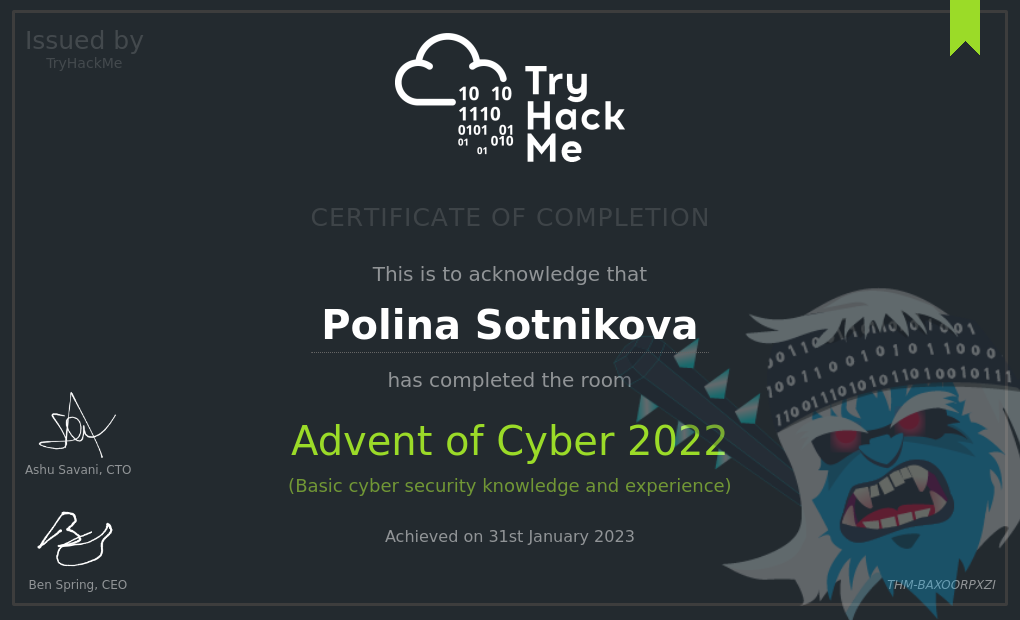 Issued by
TryHackMe
10 10
1110
0101 01
01 010
01
Try
Hack
Me
CERTIFICATE OF COMPLETION
This is to acknowledge that
Polina Sotnikova
has completed the room
Advent of Cyber 2022
(Basic cyber security knowledge and experience)
Achieved on 31st January 2023
Ashu Savani, CTO
Ben Spring, CEO
THM-BAXOORPXZI